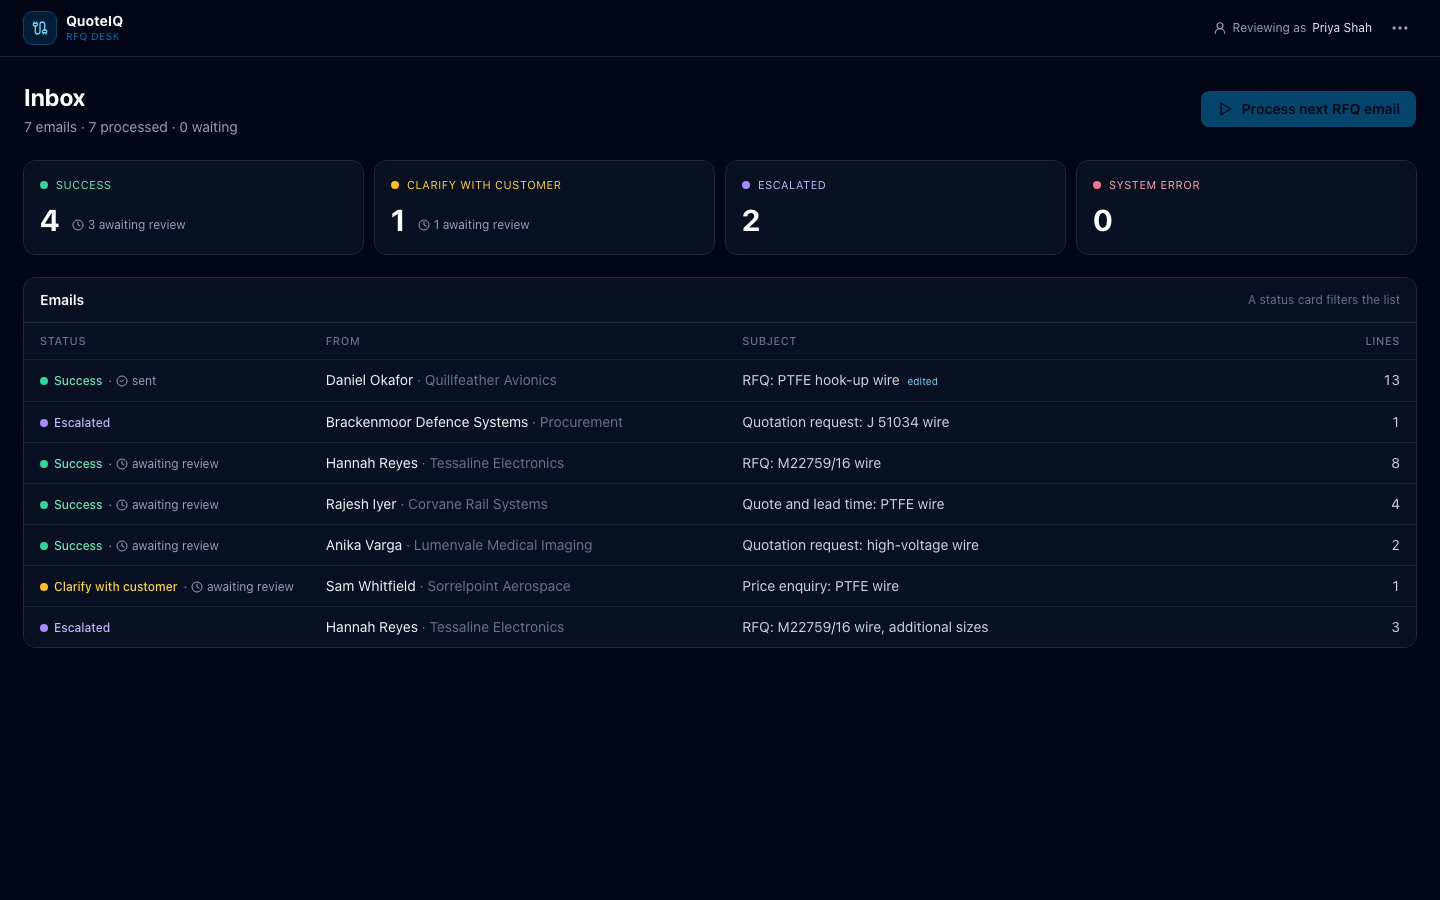 QuoteIQ
RFQ DESK
Reviewing as Priya Shah
Inbox
7 emails · 7 processed · 0 waiting
Process next RFQ email
SUCCESS
4 3 awaiting review
CLARIFY WITH CUSTOMER
1 1 awaiting review
ESCALATED
2
SYSTEM ERROR
0
Emails
A status card filters the list
STATUS FROM SUBJECT LINES
Success · sent Daniel Okafor · Quillfeather Avionics RFQ: PTFE hook-up wire edited 13
Escalated Brackenmoor Defence Systems · Procurement Quotation request: J 51034 wire 1
Success · awaiting review Hannah Reyes · Tessaline Electronics RFQ: M22759/16 wire 8
Success · awaiting review Rajesh Iyer · Corvane Rail Systems Quote and lead time: PTFE wire 4
Success · awaiting review Anika Varga · Lumenvale Medical Imaging Quotation request: high-voltage wire 2
Clarify with customer · awaiting review Sam Whitfield · Sorrelpoint Aerospace Price enquiry: PTFE wire 1
Escalated Hannah Reyes · Tessaline Electronics RFQ: M22759/16 wire, additional sizes 3